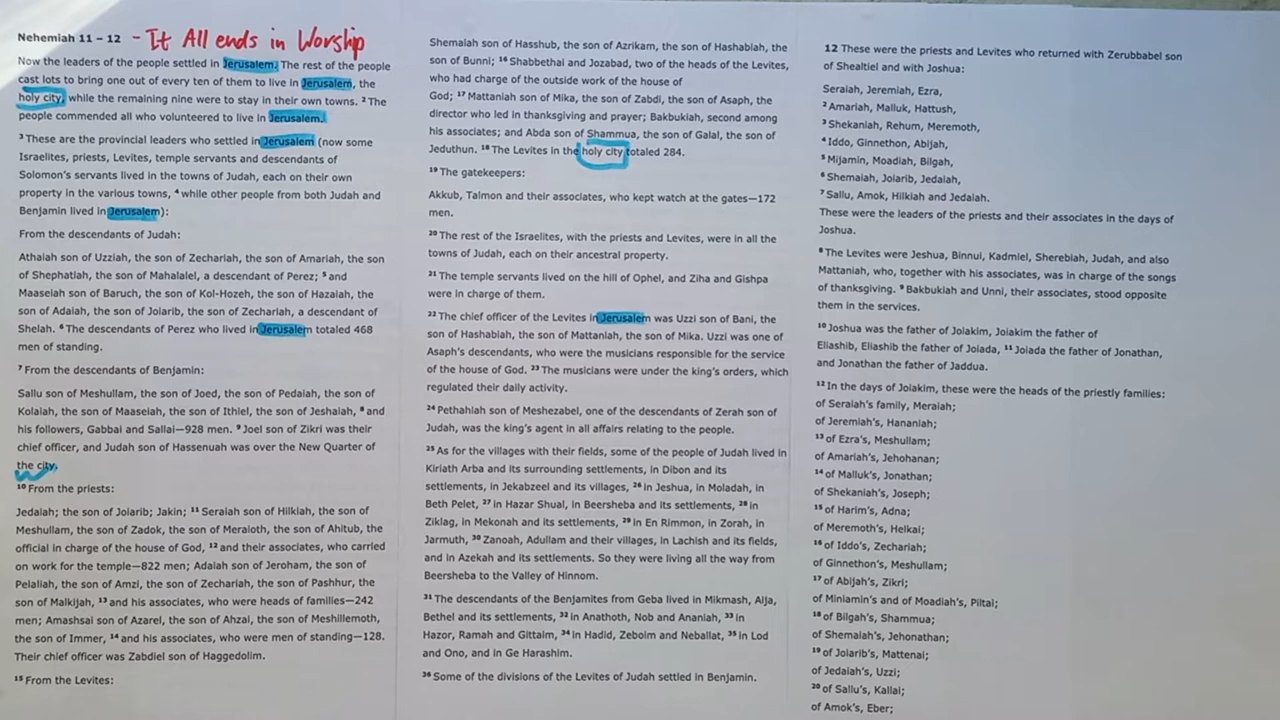 Nehemiah 11 – 12 - It All ends in Worship
Now the leaders of the people settled in Jerusalem. The rest of the people
cast lots to bring one out of every ten of them to live in Jerusalem, the
holy city, while the remaining nine were to stay in their own towns. ² The
people commended all who volunteered to live in Jerusalem.
³ These are the provincial leaders who settled in Jerusalem (now some
Israelites, priests, Levites, temple servants and descendants of
Solomon's servants lived in the towns of Judah, each on their own
property in the various towns, ⁴ while other people from both Judah and
Benjamin lived in Jerusalem):
From the descendants of Judah:
Athaiah son of Uzziah, the son of Zechariah, the son of Amariah, the son
of Shephatiah, the son of Mahalalel, a descendant of Perez; ⁵ and
Maaseiah son of Baruch, the son of Kol-Hozeh, the son of Hazaiah, the
son of Adaiah, the son of Joiarib, the son of Zechariah, a descendant of
Shelah. ⁶ The descendants of Perez who lived in Jerusalem totaled 468
men of standing.
⁷ From the descendants of Benjamin:
Sallu son of Meshullam, the son of Joed, the son of Pedaiah, the son of
Kolaiah, the son of Maaseiah, the son of Ithiel, the son of Jeshaiah, ⁸ and
his followers, Gabbai and Sallai—928 men. ⁹ Joel son of Zikri was their
chief officer, and Judah son of Hassenuah was over the New Quarter of
the city.
¹⁰ From the priests:
Jedaiah; the son of Joiarib; Jakin; ¹¹ Seraiah son of Hilkiah, the son of
Meshullam, the son of Zadok, the son of Meraioth, the son of Ahitub, the
official in charge of the house of God, ¹² and their associates, who carried
on work for the temple—822 men; Adaiah son of Jeroham, the son of
Pelaliah, the son of Amzi, the son of Zechariah, the son of Pashhur, the
son of Malkijah, ¹³ and his associates, who were heads of families—242
men; Amashsai son of Azarel, the son of Ahzai, the son of Meshillemoth,
the son of Immer, ¹⁴ and his associates, who were men of standing—128.
Their chief officer was Zabdiel son of Haggedolim.
¹⁵ From the Levites:
Shemaiah son of Hasshub, the son of Azrikam, the son of Hashabiah, the
son of Bunni; ¹⁶ Shabbethai and Jozabad, two of the heads of the Levites,
who had charge of the outside work of the house of
God; ¹⁷ Mattaniah son of Mika, the son of Zabdi, the son of Asaph, the
director who led in thanksgiving and prayer; Bakbukiah, second among
his associates; and Abda son of Shammua, the son of Galal, the son of
Jeduthun. ¹⁸ The Levites in the holy city totaled 284.
¹⁹ The gatekeepers:
Akkub, Talmon and their associates, who kept watch at the gates—172
men.
²⁰ The rest of the Israelites, with the priests and Levites, were in all the
towns of Judah, each on their ancestral property.
²¹ The temple servants lived on the hill of Ophel, and Ziha and Gishpa
were in charge of them.
²² The chief officer of the Levites in Jerusalem was Uzzi son of Bani, the
son of Hashabiah, the son of Mattaniah, the son of Mika. Uzzi was one of
Asaph's descendants, who were the musicians responsible for the service
of the house of God. ²³ The musicians were under the king's orders, which
regulated their daily activity.
²⁴ Pethahiah son of Meshezabel, one of the descendants of Zerah son of
Judah, was the king's agent in all affairs relating to the people.
²⁵ As for the villages with their fields, some of the people of Judah lived in
Kiriath Arba and its surrounding settlements, in Dibon and its
settlements, in Jekabzeel and its villages, ²⁶ in Jeshua, in Moladah, in
Beth Pelet, ²⁷ in Hazar Shual, in Beersheba and its settlements, ²⁸ in
Ziklag, in Mekonah and its settlements, ²⁹ in En Rimmon, in Zorah, in
Jarmuth, ³⁰ Zanoah, Adullam and their villages, in Lachish and its fields,
and in Azekah and its settlements. So they were living all the way from
Beersheba to the Valley of Hinnom.
³¹ The descendants of the Benjamites from Geba lived in Mikmash, Aija,
Bethel and its settlements, ³² in Anathoth, Nob and Ananiah, ³³ in
Hazor, Ramah and Gittaim, ³⁴ in Hadid, Zeboim and Neballat, ³⁵ in Lod
and Ono, and in Ge Harashim.
³⁶ Some of the divisions of the Levites of Judah settled in Benjamin.
12 These were the priests and Levites who returned with Zerubbabel son
of Shealtiel and with Joshua:
Seraiah, Jeremiah, Ezra,
² Amariah, Malluk, Hattush,
³ Shekaniah, Rehum, Meremoth,
⁴ Iddo, Ginnethon, Abijah,
⁵ Mijamin, Moadiah, Bilgah,
⁶ Shemaiah, Joiarib, Jedaiah,
⁷ Sallu, Amok, Hilkiah and Jedaiah.
These were the leaders of the priests and their associates in the days of
Joshua.
⁸ The Levites were Jeshua, Binnui, Kadmiel, Sherebiah, Judah, and also
Mattaniah, who, together with his associates, was in charge of the songs
of thanksgiving. ⁹ Bakbukiah and Unni, their associates, stood opposite
them in the services.
¹⁰ Joshua was the father of Joiakim, Joiakim the father of
Eliashib, Eliashib the father of Joiada, ¹¹ Joiada the father of Jonathan,
and Jonathan the father of Jaddua.
¹² In the days of Joiakim, these were the heads of the priestly families:
of Seraiah's family, Meraiah;
of Jeremiah's, Hananiah;
¹³ of Ezra's, Meshullam;
of Amariah's, Jehohanan;
¹⁴ of Malluk's, Jonathan;
of Shekaniah's, Joseph;
¹⁵ of Harim's, Adna;
of Meremoth's, Helkai;
¹⁶ of Iddo's, Zechariah;
of Ginnethon's, Meshullam;
¹⁷ of Abijah's, Zikri;
of Miniamin's and of Moadiah's, Piltai;
¹⁸ of Bilgah's, Shammua;
of Shemaiah's, Jehonathan;
¹⁹ of Joiarib's, Mattenai;
of Jedaiah's, Uzzi;
²⁰ of Sallu's, Kallai;
of Amok's, Eber;